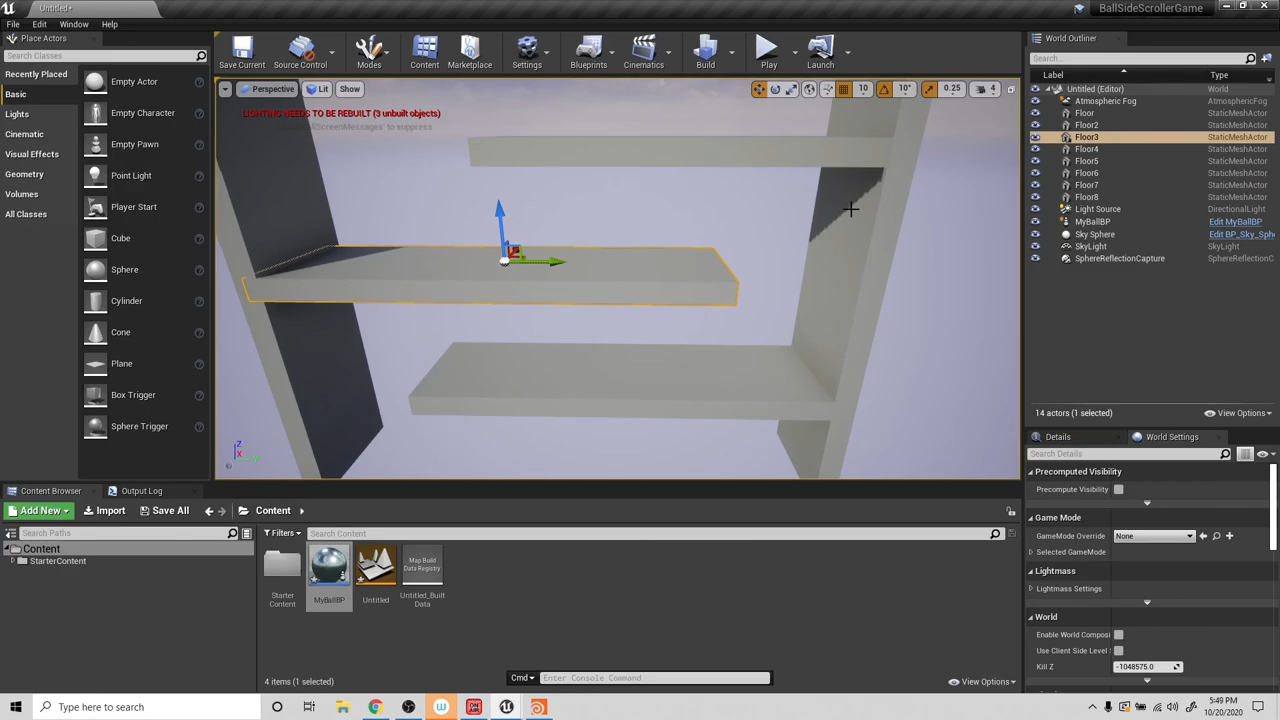 Untitled*
BallSideScrollerGame
File Edit Window Help
Place Actors
Search Classes
Recently Placed
Basic
Lights
Cinematic
Visual Effects
Geometry
Volumes
All Classes
Empty Actor
Empty Character
Empty Pawn
Point Light
Player Start
Cube
Sphere
Cylinder
Cone
Plane
Box Trigger
Sphere Trigger
Save Current Source Control Modes Content Marketplace Settings Blueprints Cinematics Build Play Launch
Perspective Lit Show
10 10° 0.25 4
LIGHTING NEEDS TO BE REBUILT (3 unbuilt objects)
to suppress
Z
X
Y
World Outliner
Search...
Label Type
Untitled (Editor) World
Atmospheric Fog AtmosphericFog
Floor StaticMeshActor
Floor2 StaticMeshActor
Floor3 StaticMeshActor
Floor4 StaticMeshActor
Floor5 StaticMeshActor
Floor6 StaticMeshActor
Floor7 StaticMeshActor
Floor8 StaticMeshActor
Light Source DirectionalLight
MyBallBP Edit MyBallBP
Sky Sphere Edit BP_Sky_Sph
SkyLight SkyLight
SphereReflectionCapture SphereReflectionC
14 actors (1 selected) View Options
Details World Settings
Search Details
Precomputed Visibility
Precompute Visibility
Game Mode
GameMode Override None
Selected GameMode
Lightmass
Lightmass Settings
World
Enable World Composi
Use Client Side Level S
Kill Z -1048575.0
Content Browser Output Log
Add New Import Save All Content
Search Paths
Filters Search Content
Content
StarterContent
Starter
Content
MyBallBP
Untitled
Map Build
Data Registry
Untitled_Built
Data
4 items (1 selected)
Cmd Enter Console Command
View Options
Type here to search
5:49 PM
10/20/2020